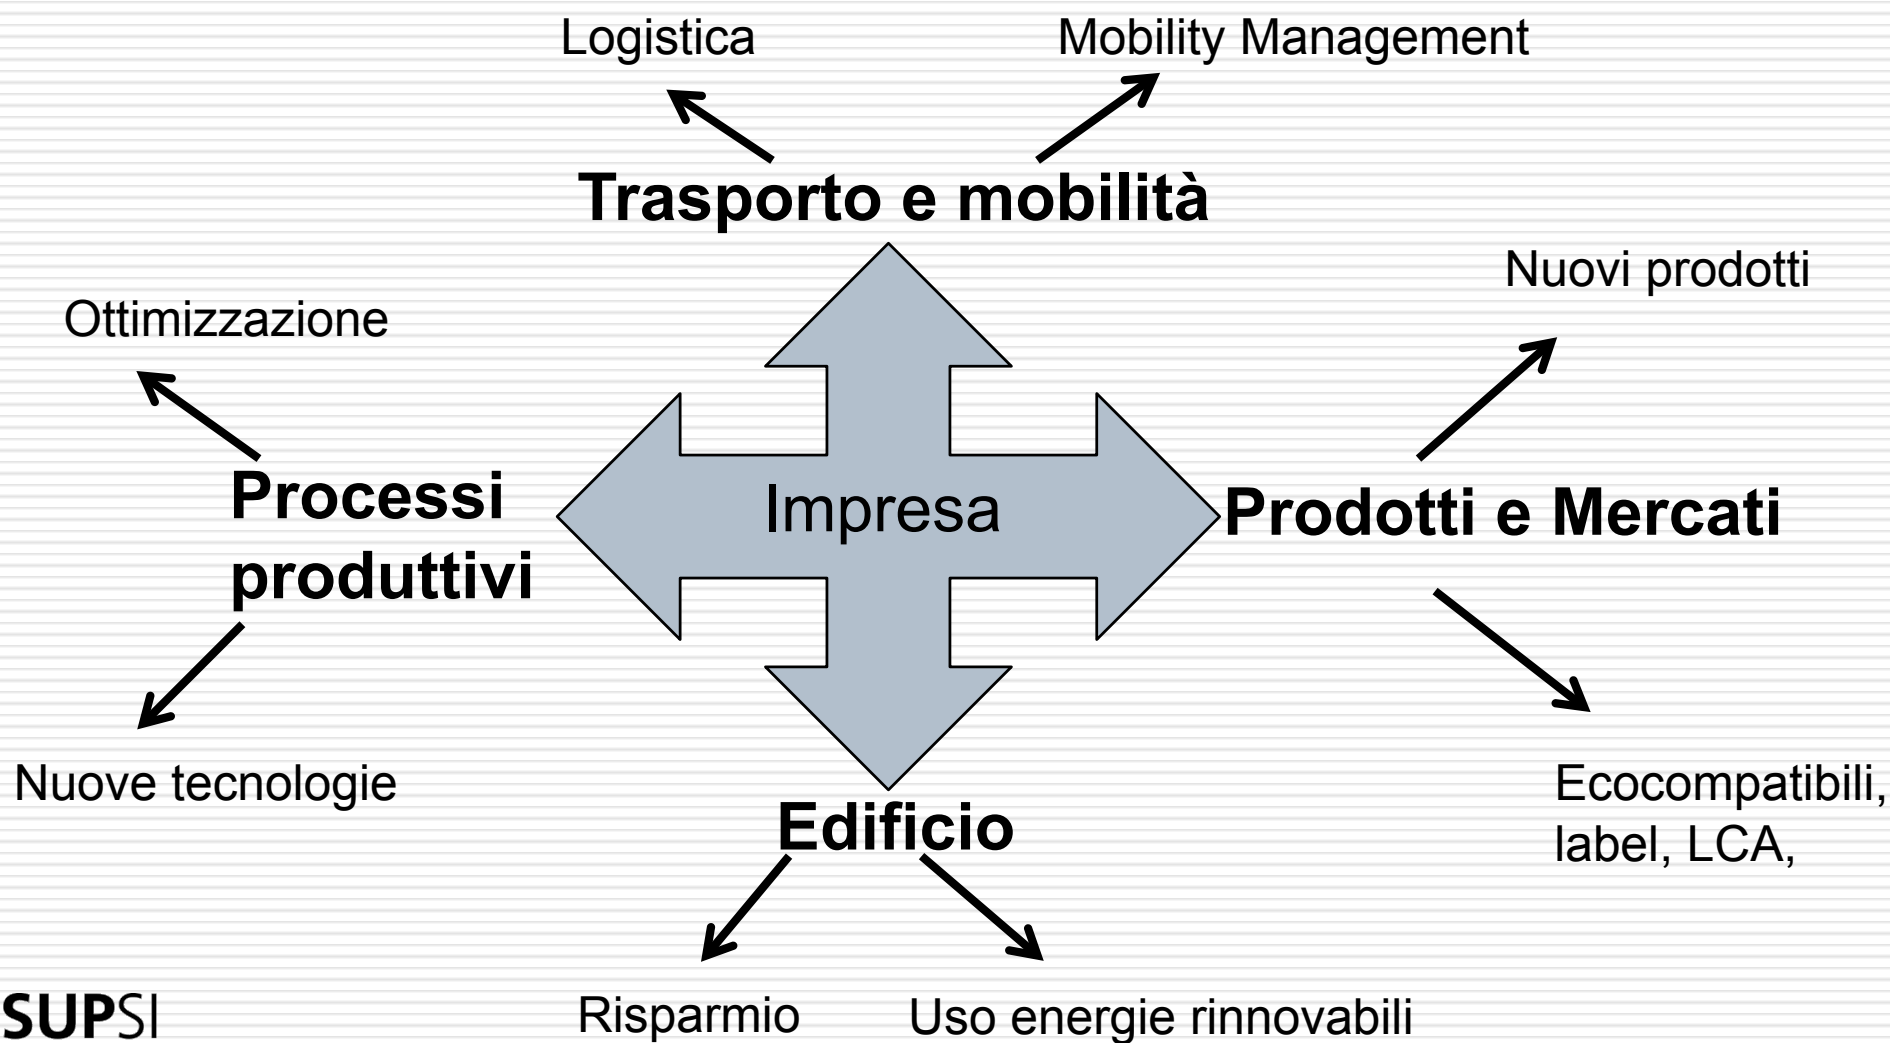 Logistica
Mobility Management
Trasporto e mobilità
Nuovi prodotti
Ottimizzazione
Processi
produttivi
Impresa
Prodotti e Mercati
Nuove tecnologie
Ecocompatibili,
label, LCA,
Edificio
Risparmio
Uso energie rinnovabili
SUPSI